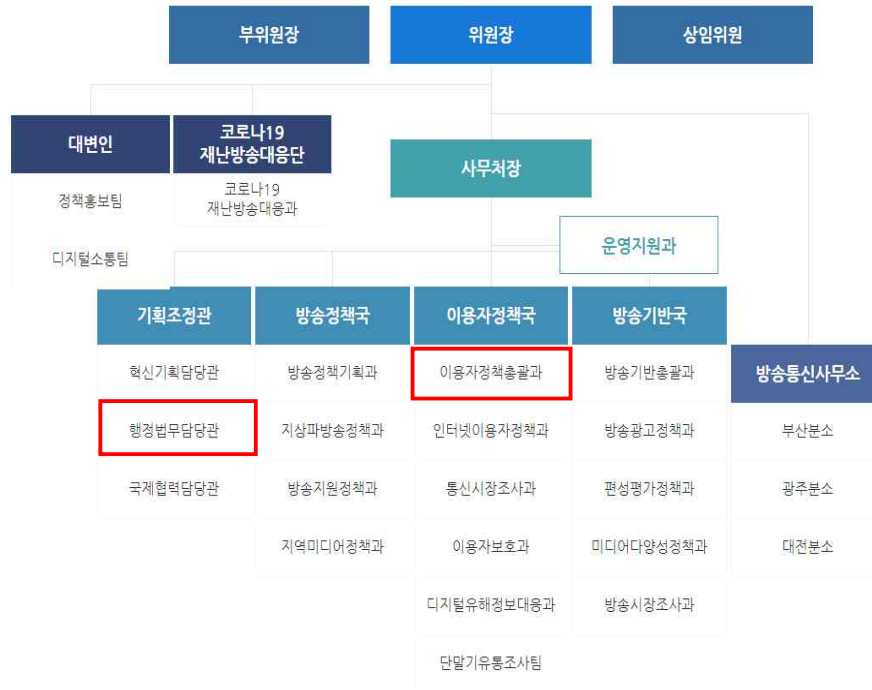 부위원장
위원장
상임위원
대변인
코로나19
재난방송대응단
정책홍보팀
코로나19
재난방송대응과
디지털소통팀
사무처장
운영지원과
기획조정관
방송정책국
이용자정책국
방송기반국
방송통신사무소
혁신기획담당관
행정법무담당관
국제협력담당관
방송정책기획과
지상파방송정책과
방송지원정책과
지역미디어정책과
이용자정책총괄과
인터넷이용자정책과
통신시장조사과
이용자보호과
디지털유해정보대응과
단말기유통조사팀
방송기반총괄과
방송광고정책과
편성평가정책과
미디어다양성정책과
방송시장조사과
부산분소
광주분소
대전분소